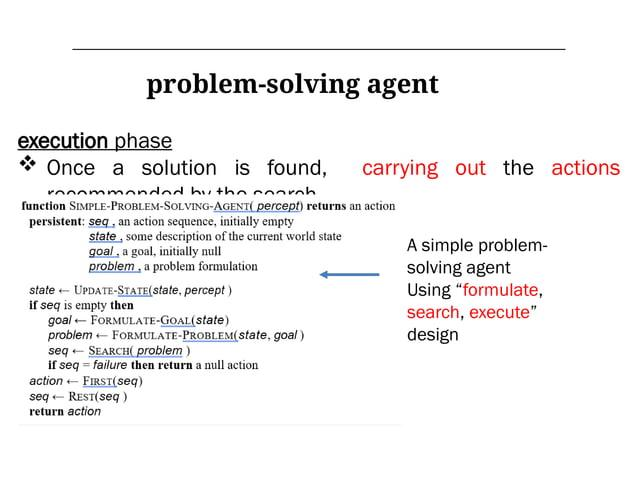 problem-solving agent
execution phase
❖ Once a solution is found, carrying out the actions
recommended by the search
function SIMPLE-PROBLEM-SOLVING-AGENT( percept) returns an action
persistent: seq , an action sequence, initially empty
state , some description of the current world state
goal , a goal, initially null
problem , a problem formulation
state ← UPDATE-STATE(state, percept )
if seq is empty then
goal ← FORMULATE-GOAL(state)
problem ← FORMULATE-PROBLEM(state, goal )
seq ← SEARCH( problem )
if seq = failure then return a null action
action ← FIRST(seq)
seq ← REST(seq )
return action
A simple problem-
solving agent
Using “formulate,
search, execute”
design